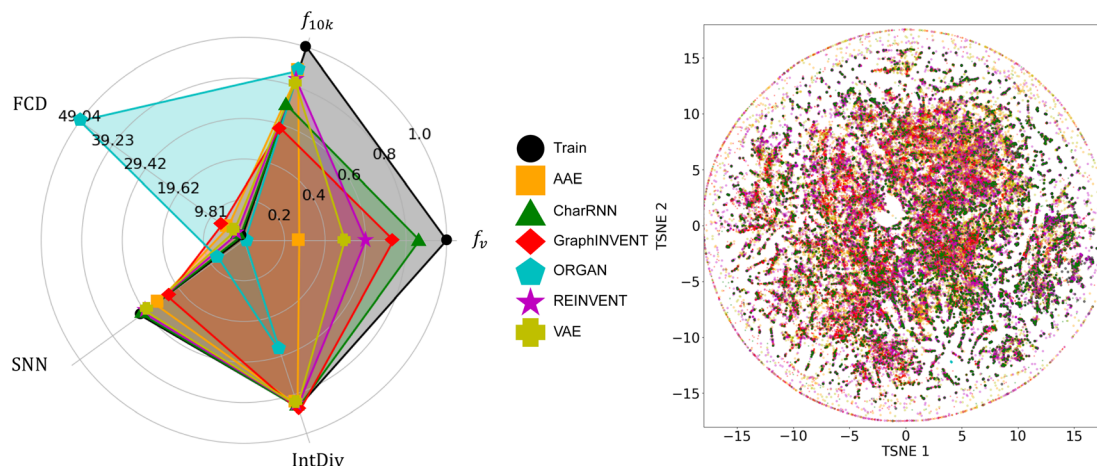 f10k
FCD
49.04
39.23
29.42
19.62
9.81
1.0
0.8
0.6
0.4
0.2
fv
SNN
IntDiv
Train
AAE
CharRNN
GraphINVENT
ORGAN
REINVENT
VAE
TSNE 2
15
10
5
0
−5
−10
−15
−15
−10
−5
0
5
10
15
TSNE 1